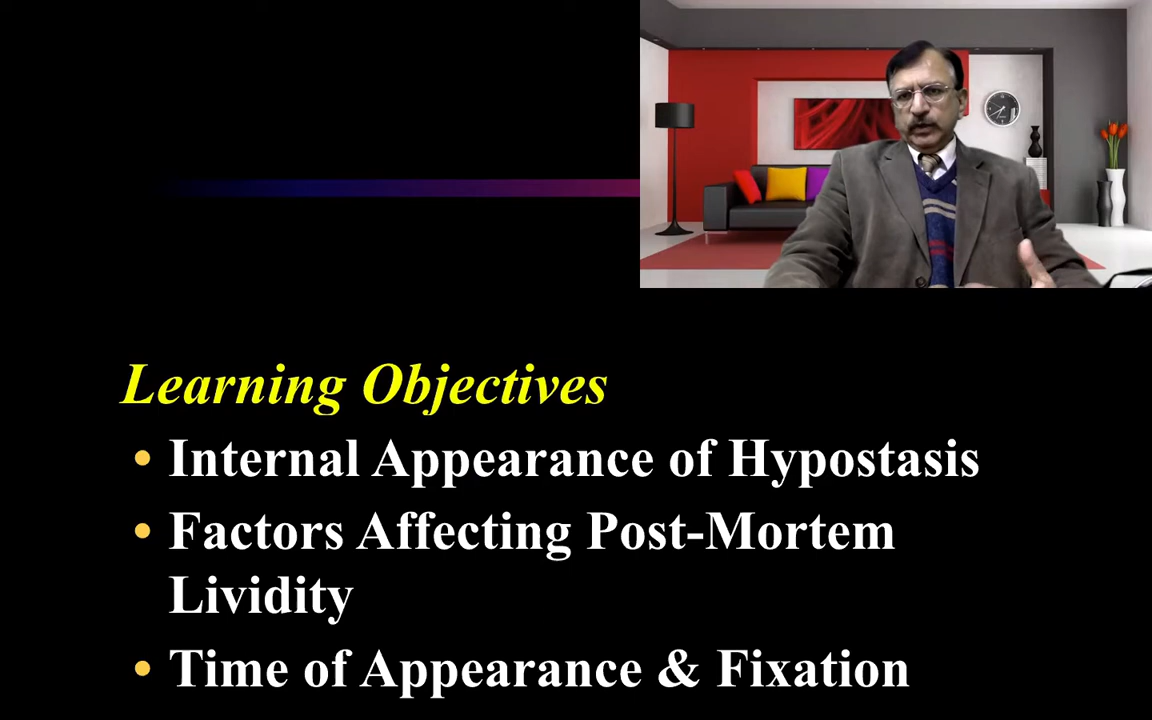 Learning Objectives
• Internal Appearance of Hypostasis
• Factors Affecting Post-Mortem
Lividity
• Time of Appearance & Fixation